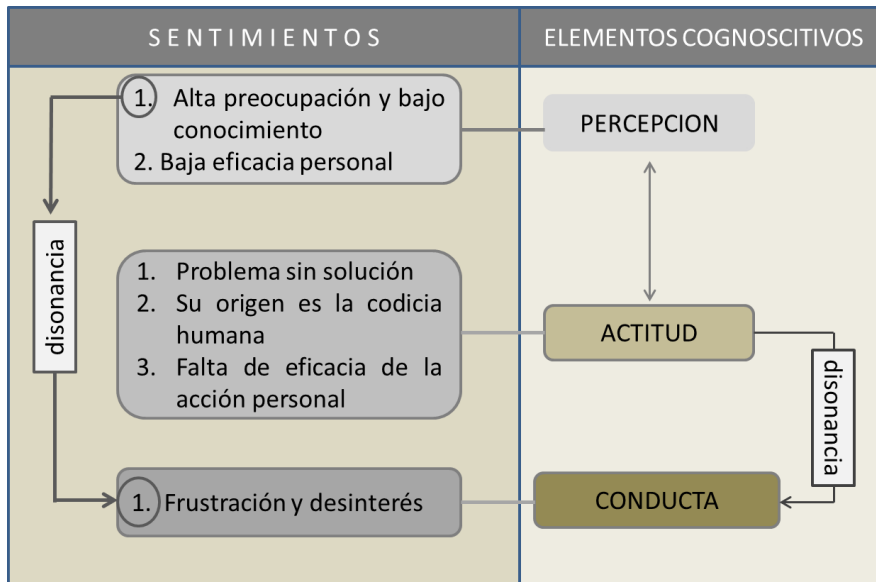 SENTIMIENTOS
ELEMENTOS COGNOSCITIVOS
1. Alta preocupación y bajo
conocimiento
2. Baja eficacia personal
PERCEPCION
disonancia
1. Problema sin solución
2. Su origen es la codicia
humana
3. Falta de eficacia de la
acción personal
ACTITUD
disonancia
1. Frustración y desinterés
CONDUCTA